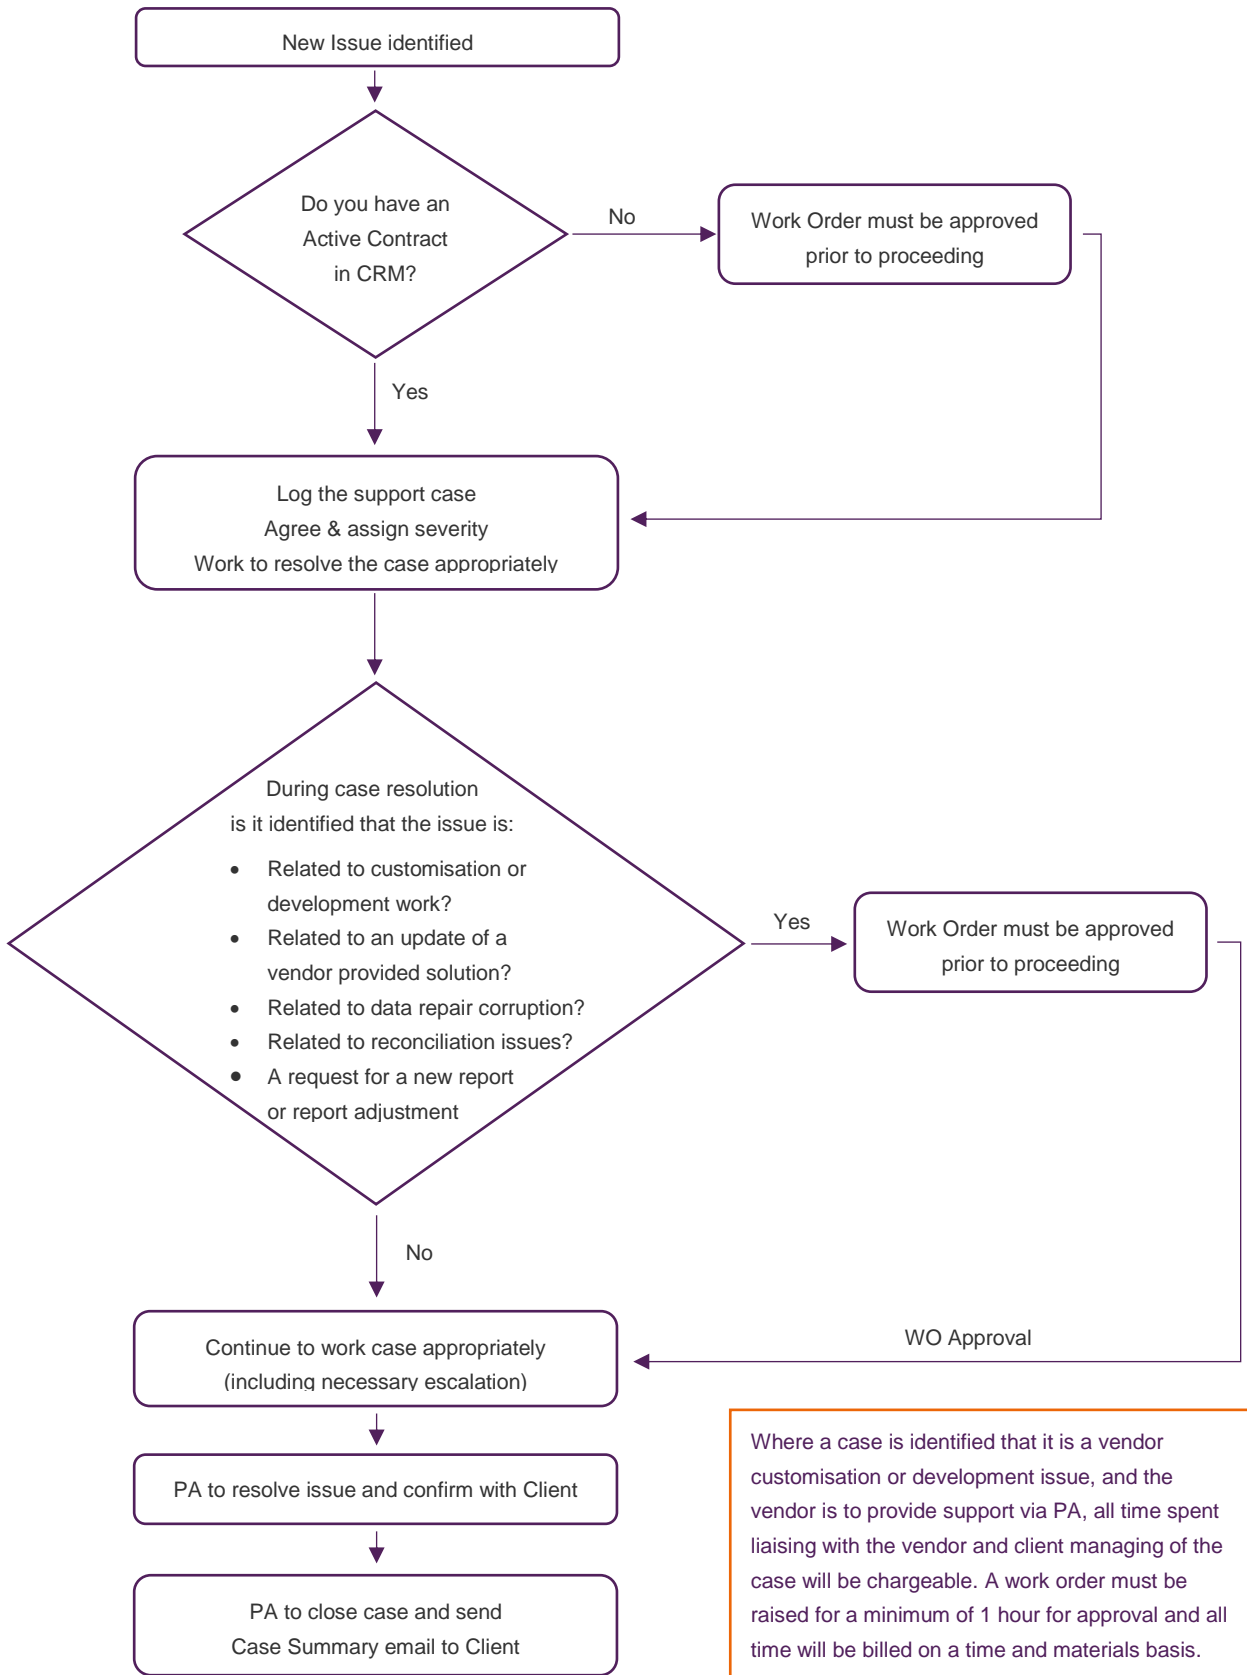 New Issue identified
Do you have an
Active Contract
in CRM?
No
Work Order must be approved
prior to proceeding
Yes
Log the support case
Agree & assign severity
Work to resolve the case appropriately
During case resolution
is it identified that the issue is:
• Related to customisation or
development work?
• Related to an update of a
vendor provided solution?
• Related to data repair corruption?
• Related to reconciliation issues?
• A request for a new report
or report adjustment
Yes
Work Order must be approved
prior to proceeding
No
WO Approval
Continue to work case appropriately
(including necessary escalation)
PA to resolve issue and confirm with Client
PA to close case and send
Case Summary email to Client
Where a case is identified that it is a vendor
customisation or development issue, and the
vendor is to provide support via PA, all time spent
liaising with the vendor and client managing of the
case will be chargeable. A work order must be
raised for a minimum of 1 hour for approval and all
time will be billed on a time and materials basis.